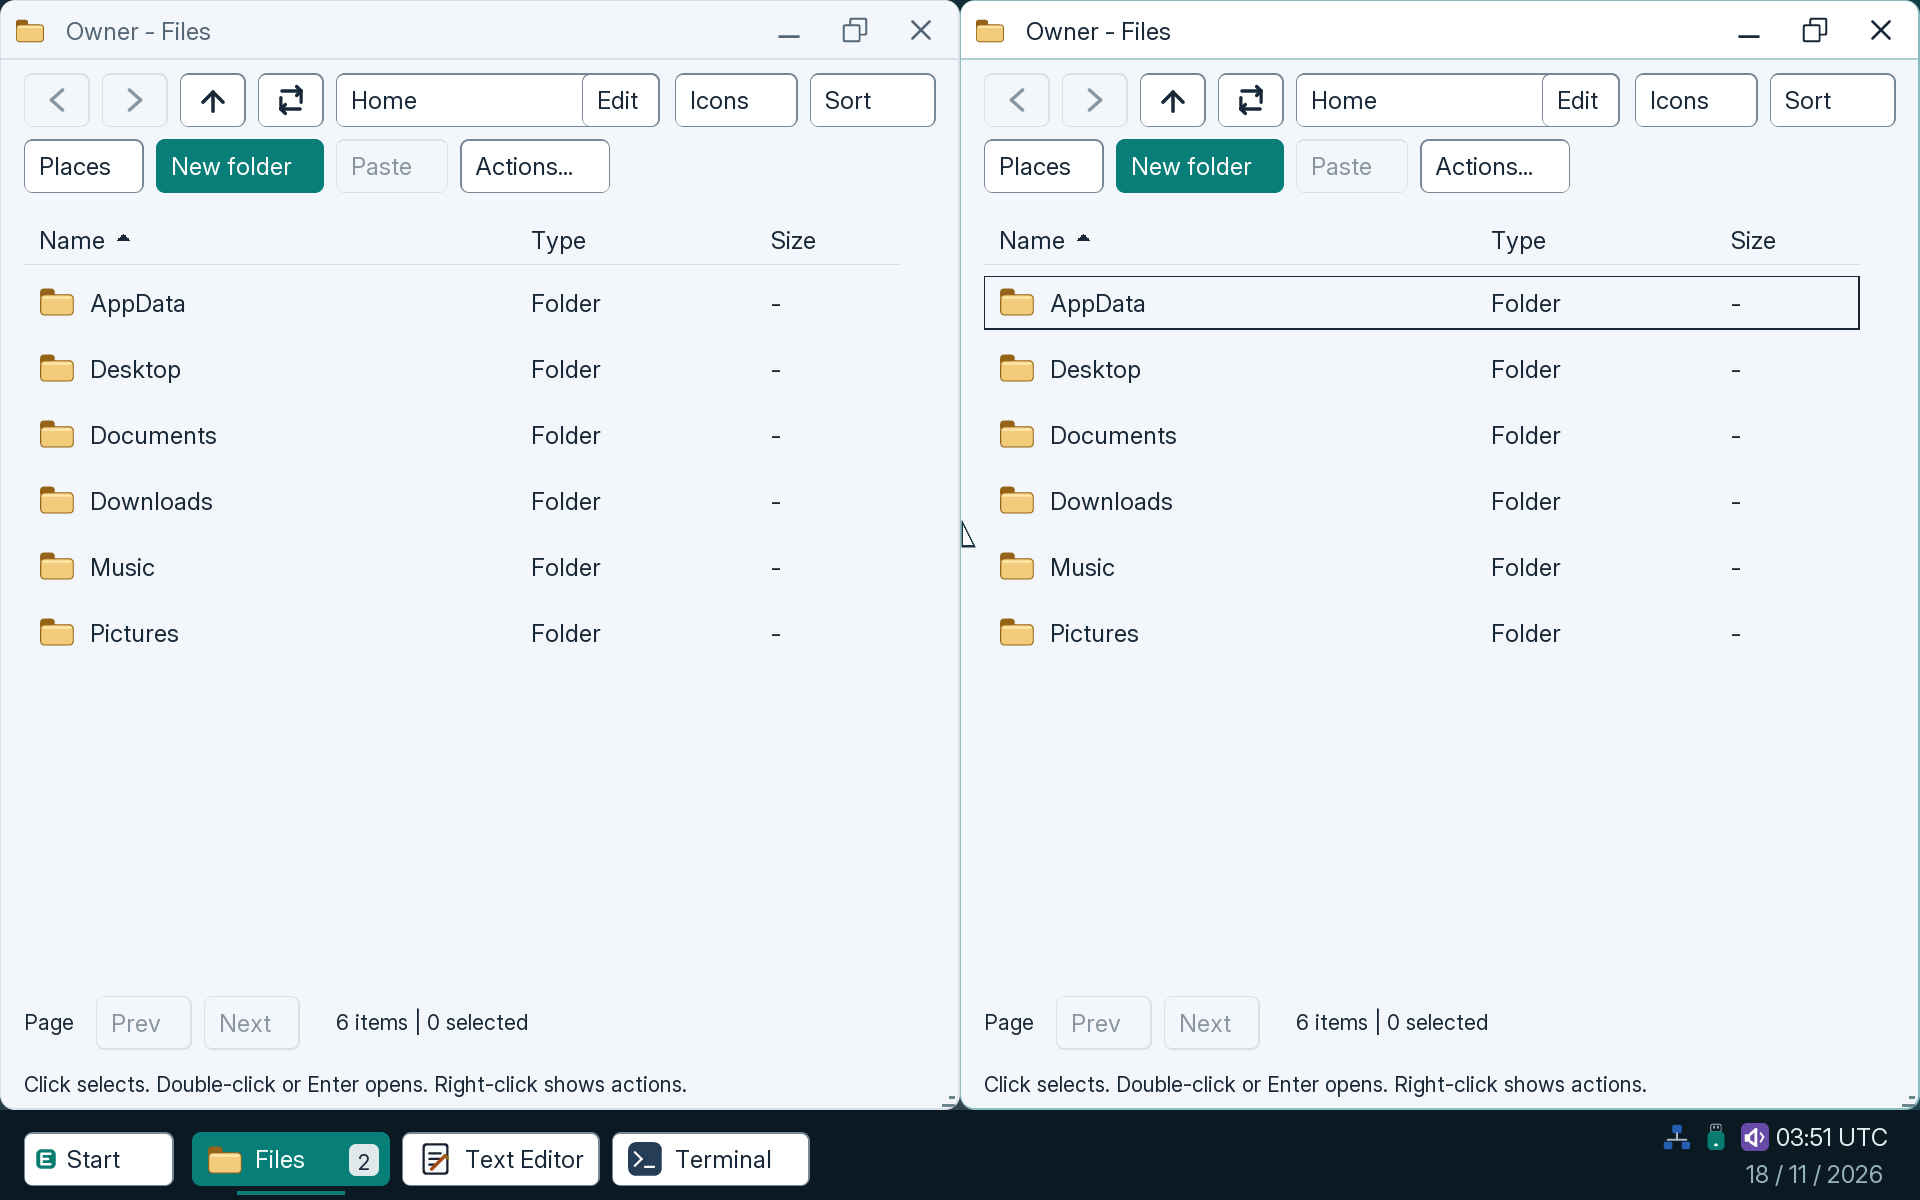 Owner - Files
Home Edit Icons Sort
Places New folder Paste Actions...
Name Type Size
AppData Folder -
Desktop Folder -
Documents Folder -
Downloads Folder -
Music Folder -
Pictures Folder -
Page Prev Next 6 items | 0 selected
Click selects. Double-click or Enter opens. Right-click shows actions.
Owner - Files
Home Edit Icons Sort
Places New folder Paste Actions...
Name Type Size
AppData Folder -
Desktop Folder -
Documents Folder -
Downloads Folder -
Music Folder -
Pictures Folder -
Page Prev Next 6 items | 0 selected
Click selects. Double-click or Enter opens. Right-click shows actions.
E Start Files 2 Text Editor Terminal
03:51 UTC
18 / 11 / 2026